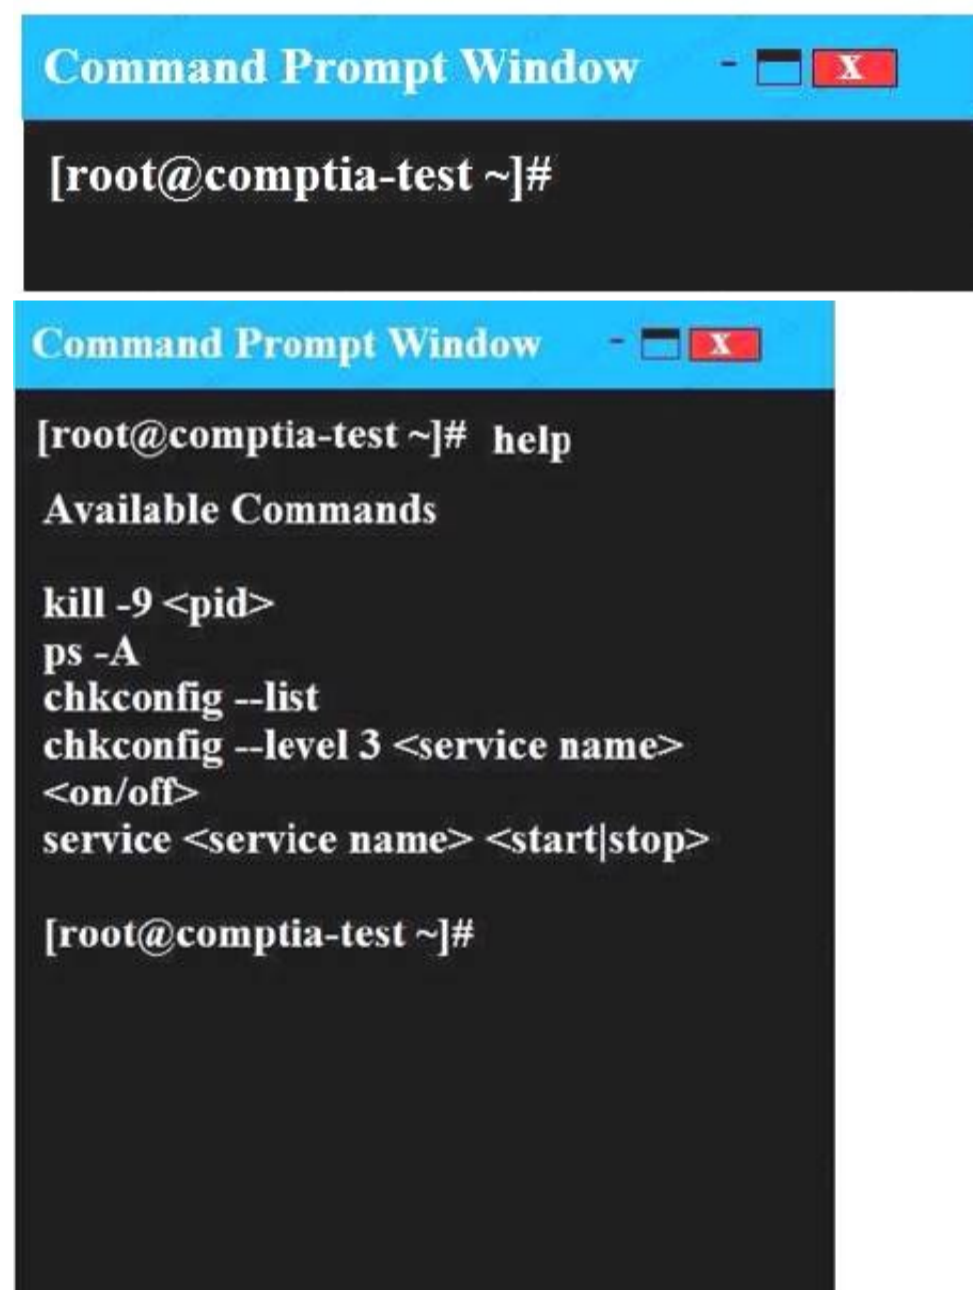 Command Prompt Window - X
[root@comptia-test ~]#
Command Prompt Window - X
[root@comptia-test ~]# help
Available Commands
kill -9 <pid>
ps -A
chkconfig --list
chkconfig --level 3 <service name>
<on/off>
service <service name> <start|stop>
[root@comptia-test ~]#